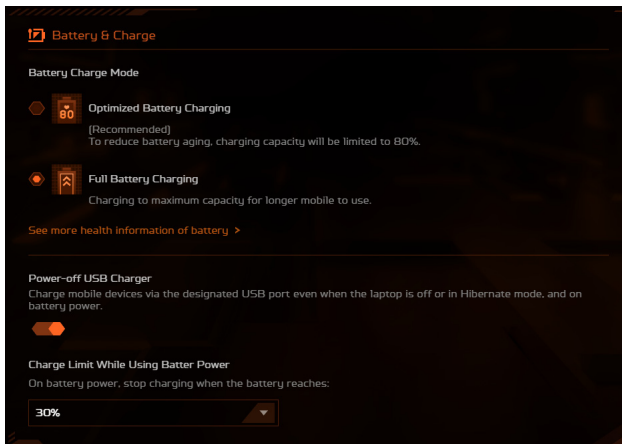 Battery & Charge
Battery Charge Mode
80
Optimized Battery Charging
(Recommended)
To reduce battery aging, charging capacity will be limited to 80%.
Full Battery Charging
Charging to maximum capacity for longer mobile to use.
See more health information of battery >
Power-off USB Charger
Charge mobile devices via the designated USB port even when the laptop is off or in Hibernate mode, and on
battery power.
Charge Limit While Using Batter Power
On battery power, stop charging when the battery reaches:
30%